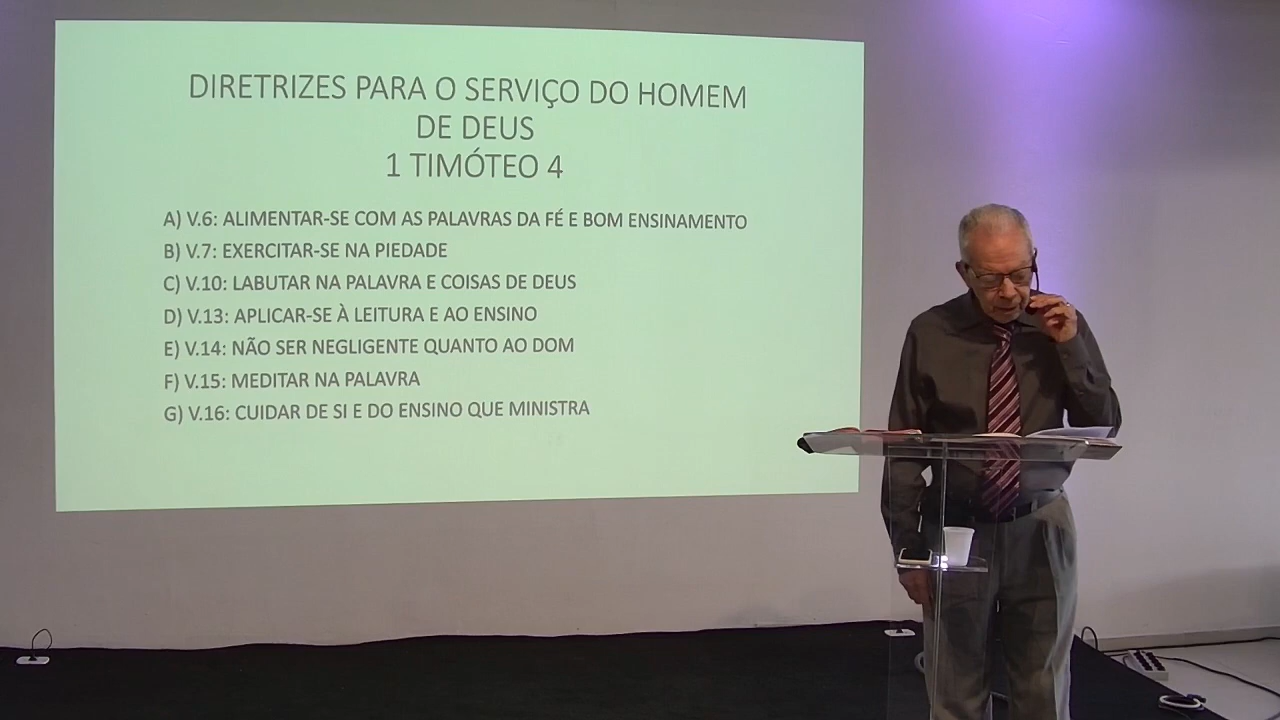 DIRETRIZES PARA O SERVIÇO DO HOMEM
DE DEUS
1 TIMÓTEO 4
A) V.6: ALIMENTAR-SE COM AS PALAVRAS DA FÉ E BOM ENSINAMENTO
B) V.7: EXERCITAR-SE NA PIEDADE
C) V.10: LABUTAR NA PALAVRA E COISAS DE DEUS
D) V.13: APLICAR-SE À LEITURA E AO ENSINO
E) V.14: NÃO SER NEGLIGENTE QUANTO AO DOM
F) V.15: MEDITAR NA PALAVRA
G) V.16: CUIDAR DE SI E DO ENSINO QUE MINISTRA